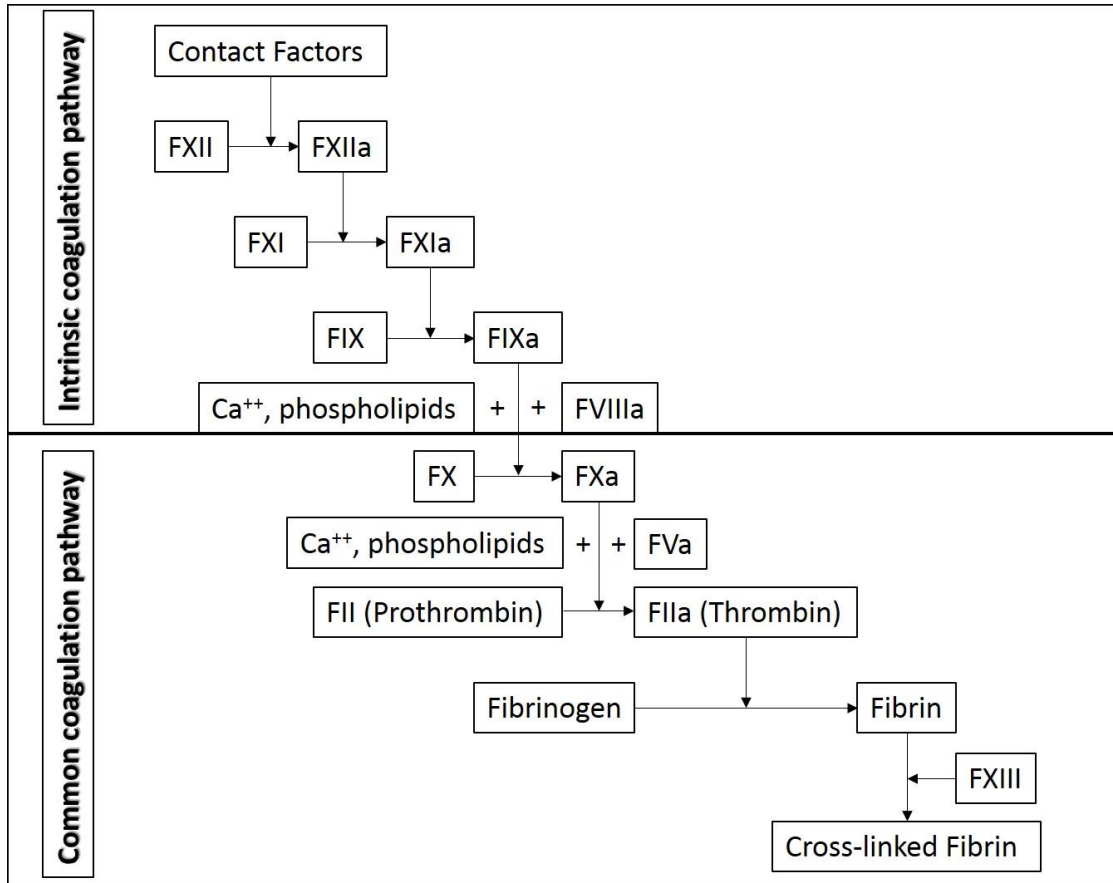 Intrinsic coagulation pathway
Contact Factors
FXII
FXIIa
FXI
FXIa
FIX
FIXa
Ca⁺⁺, phospholipids + + FVIIIa
Common coagulation pathway
FX
FXa
Ca⁺⁺, phospholipids + + FVa
FII (Prothrombin)
FIIa (Thrombin)
Fibrinogen
Fibrin
FXIII
Cross-linked Fibrin